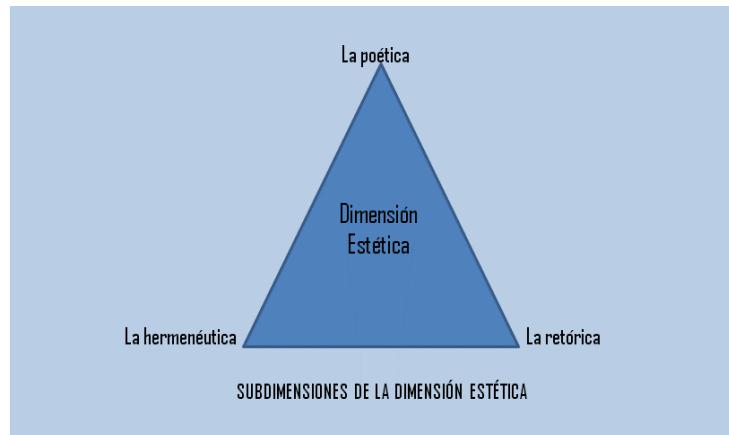 La poética
Dimensión
Estética
La hermenéutica
La retórica
SUBDIMENSIONES DE LA DIMENSIÓN ESTÉTICA